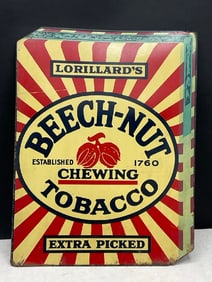 LORILLARD'S
BEECH-NUT
ESTABLISHED 1760
CHEWING
TOBACCO
EXTRA PICKED